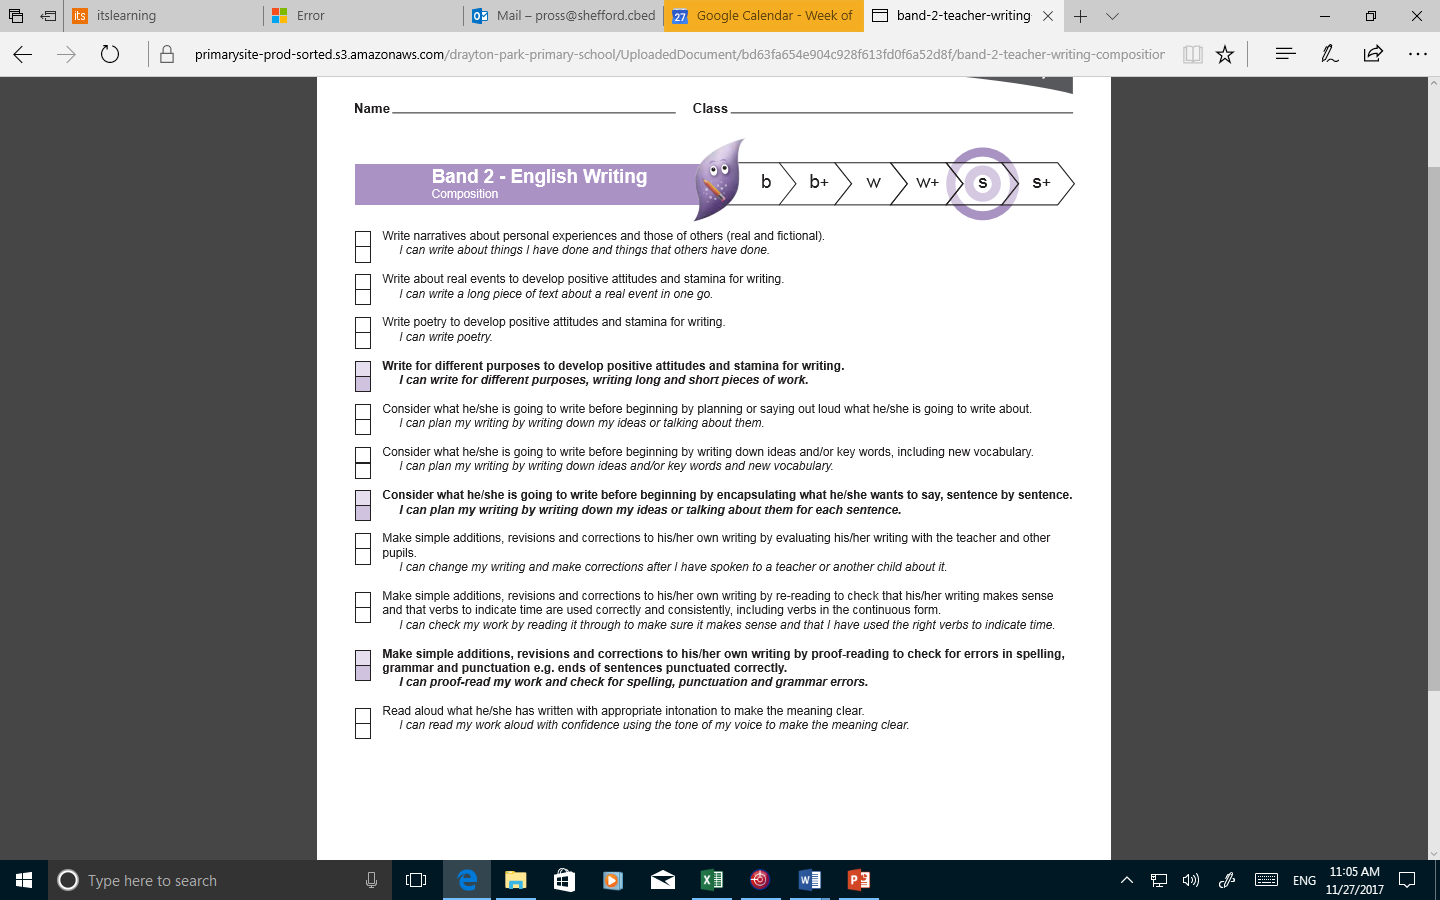 itslearning
Error
Mail – pross@shefford.cbed
Google Calendar - Week of
band-2-teacher-writing
primarysite-prod-sorted.s3.amazonaws.com/drayton-park-primary-school/UploadedDocument/bd63fa654e904c928f613fd0f6a52d8f/band-2-teacher-writing-composition
Name
Class
Band 2 - English Writing
Composition
b b+ w w+ s s+
Write narratives about personal experiences and those of others (real and fictional).
I can write about things I have done and things that others have done.
Write about real events to develop positive attitudes and stamina for writing.
I can write a long piece of text about a real event in one go.
Write poetry to develop positive attitudes and stamina for writing.
I can write poetry.
Write for different purposes to develop positive attitudes and stamina for writing.
I can write for different purposes, writing long and short pieces of work.
Consider what he/she is going to write before beginning by planning or saying out loud what he/she is going to write about.
I can plan my writing by writing down my ideas or talking about them.
Consider what he/she is going to write before beginning by writing down ideas and/or key words, including new vocabulary.
I can plan my writing by writing down ideas and/or key words and new vocabulary.
Consider what he/she is going to write before beginning by encapsulating what he/she wants to say, sentence by sentence.
I can plan my writing by writing down my ideas or talking about them for each sentence.
Make simple additions, revisions and corrections to his/her own writing by evaluating his/her writing with the teacher and other
pupils.
I can change my writing and make corrections after I have spoken to a teacher or another child about it.
Make simple additions, revisions and corrections to his/her own writing by re-reading to check that his/her writing makes sense
and that verbs to indicate time are used correctly and consistently, including verbs in the continuous form.
I can check my work by reading it through to make sure it makes sense and that I have used the right verbs to indicate time.
Make simple additions, revisions and corrections to his/her own writing by proof-reading to check for errors in spelling,
grammar and punctuation e.g. ends of sentences punctuated correctly.
I can proof-read my work and check for spelling, punctuation and grammar errors.
Read aloud what he/she has written with appropriate intonation to make the meaning clear.
I can read my work aloud with confidence using the tone of my voice to make the meaning clear.
Type here to search
ENG
11:05 AM
11/27/2017